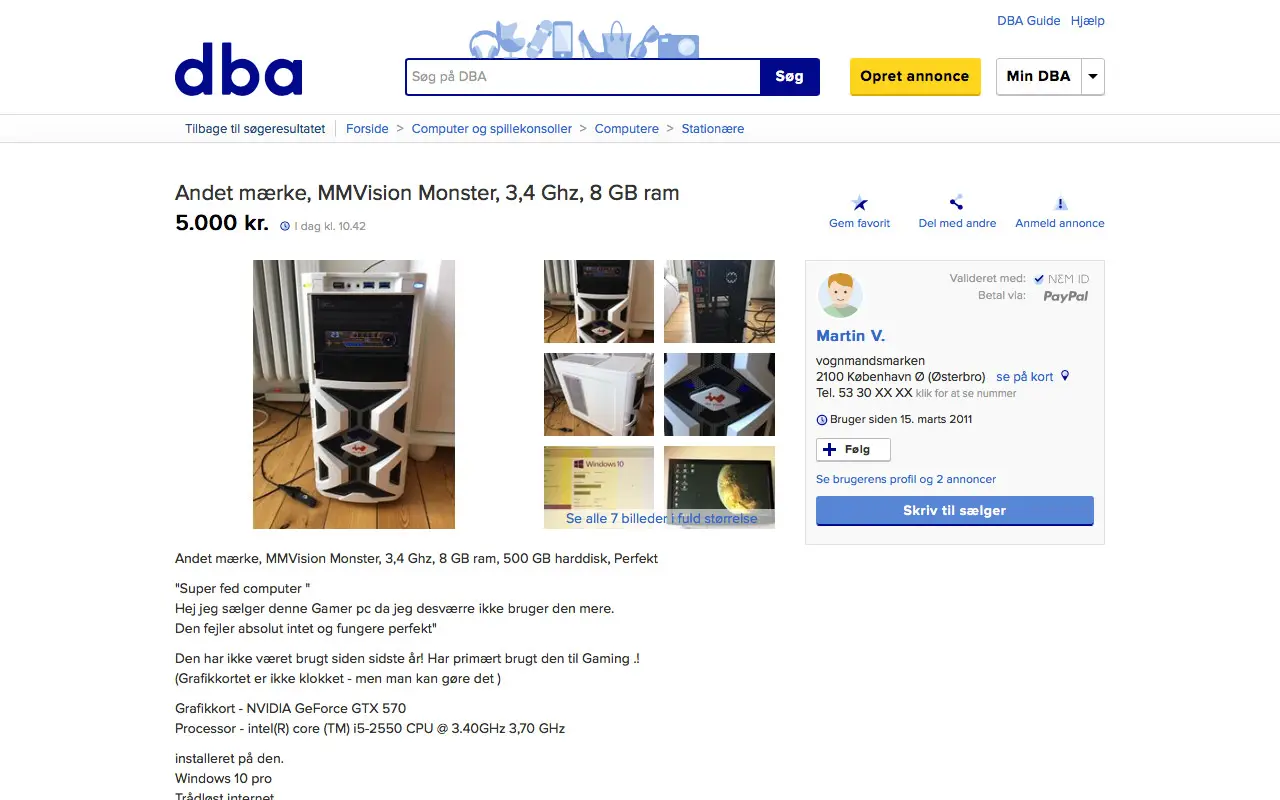 DBA Guide Hjælp
dba
Søg på DBA
Søg
Opret annonce
Min DBA
Tilbage til søgeresultatet
Forside > Computer og spillekonsoller > Computere > Stationære
Andet mærke, MMVision Monster, 3,4 Ghz, 8 GB ram
5.000 kr. I dag kl. 10.42
Gem favorit
Del med andre
Anmeld annonce
Windows 10
Se alle 7 billeder i fuld størrelse
Valideret med: NEM ID
Betal via: PayPal
Martin V.
vognmandsmarken
2100 København Ø (Østerbro) se på kort
Tel. 53 30 XX XX klik for at se nummer
Bruger siden 15. marts 2011
Følg
Se brugerens profil og 2 annoncer
Skriv til sælger
Andet mærke, MMVision Monster, 3,4 Ghz, 8 GB ram, 500 GB harddisk, Perfekt
"Super fed computer "
Hej jeg sælger denne Gamer pc da jeg desværre ikke bruger den mere.
Den fejler absolut intet og fungere perfekt"
Den har ikke været brugt siden sidste år! Har primært brugt den til Gaming .!
(Grafikkortet er ikke klokket - men man kan gøre det )
Grafikkort - NVIDIA GeForce GTX 570
Processor - intel(R) core (TM) i5-2550 CPU @ 3.40GHz 3,70 GHz
installeret på den.
Windows 10 pro
Trådløst internet